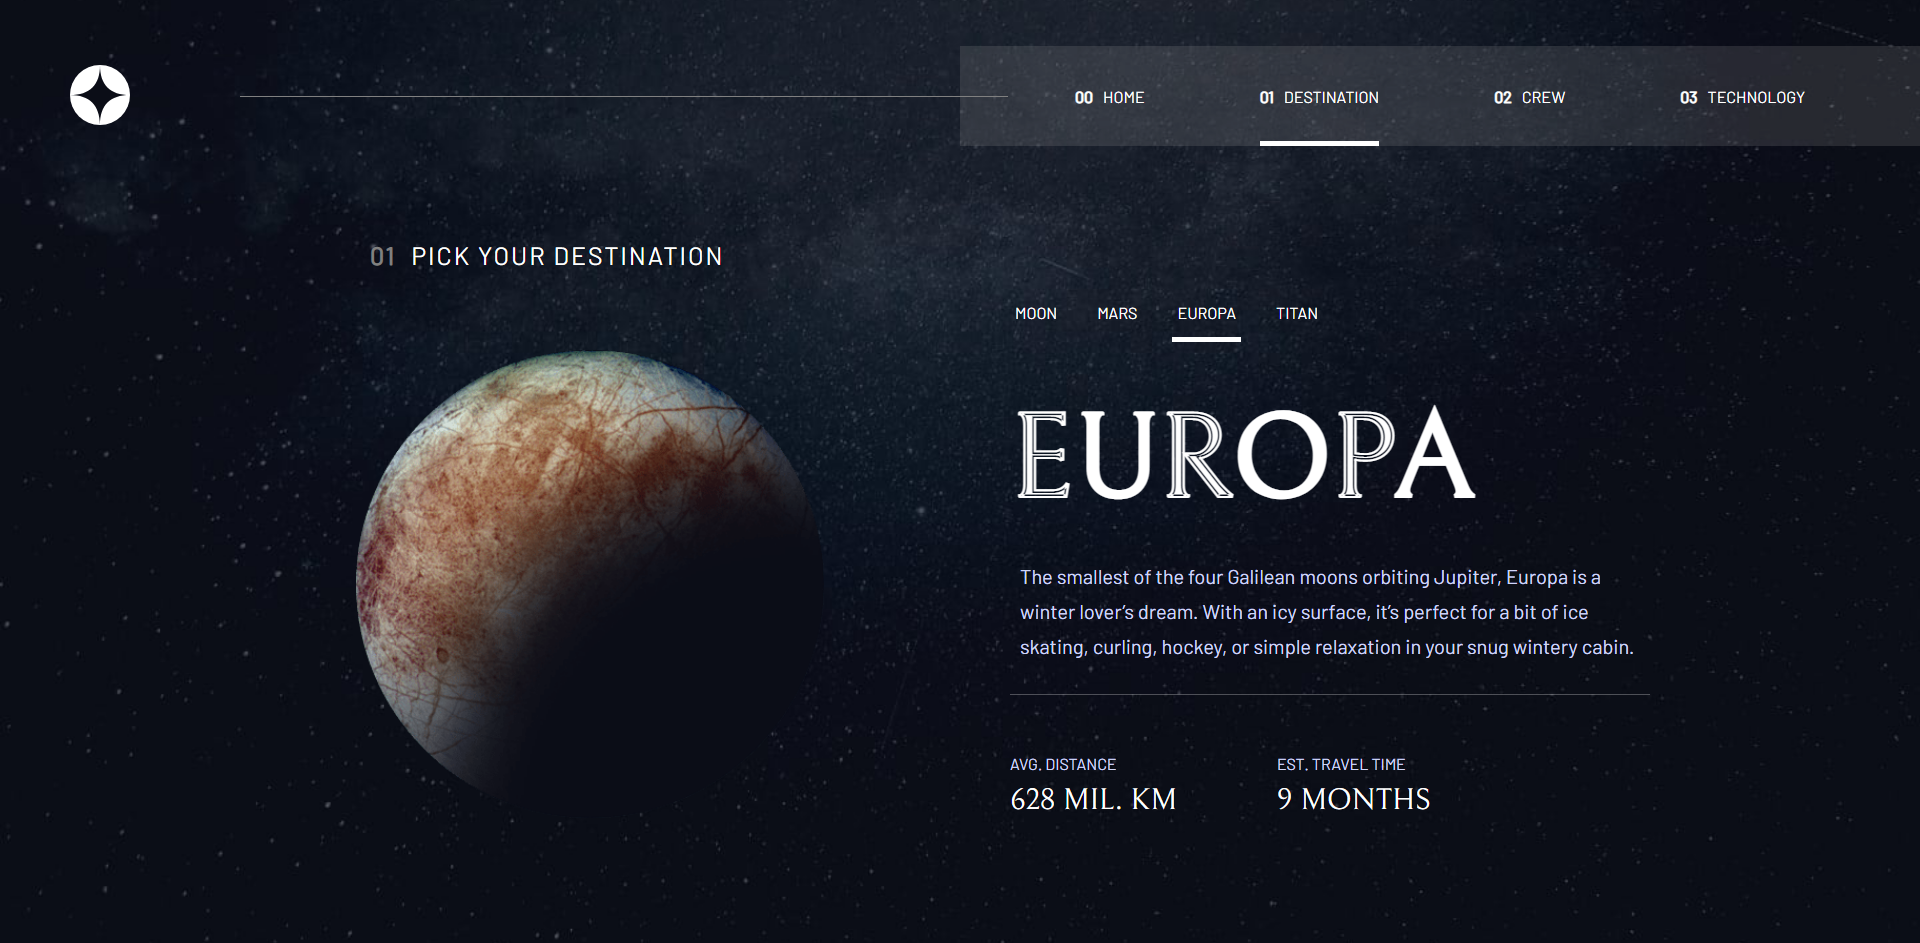 00 HOME
01 DESTINATION
02 CREW
03 TECHNOLOGY
01 PICK YOUR DESTINATION
MOON
MARS
EUROPA
TITAN
EUROPA
The smallest of the four Galilean moons orbiting Jupiter, Europa is a
winter lover’s dream. With an icy surface, it’s perfect for a bit of ice
skating, curling, hockey, or simple relaxation in your snug wintery cabin.
AVG. DISTANCE
628 MIL. KM
EST. TRAVEL TIME
9 MONTHS